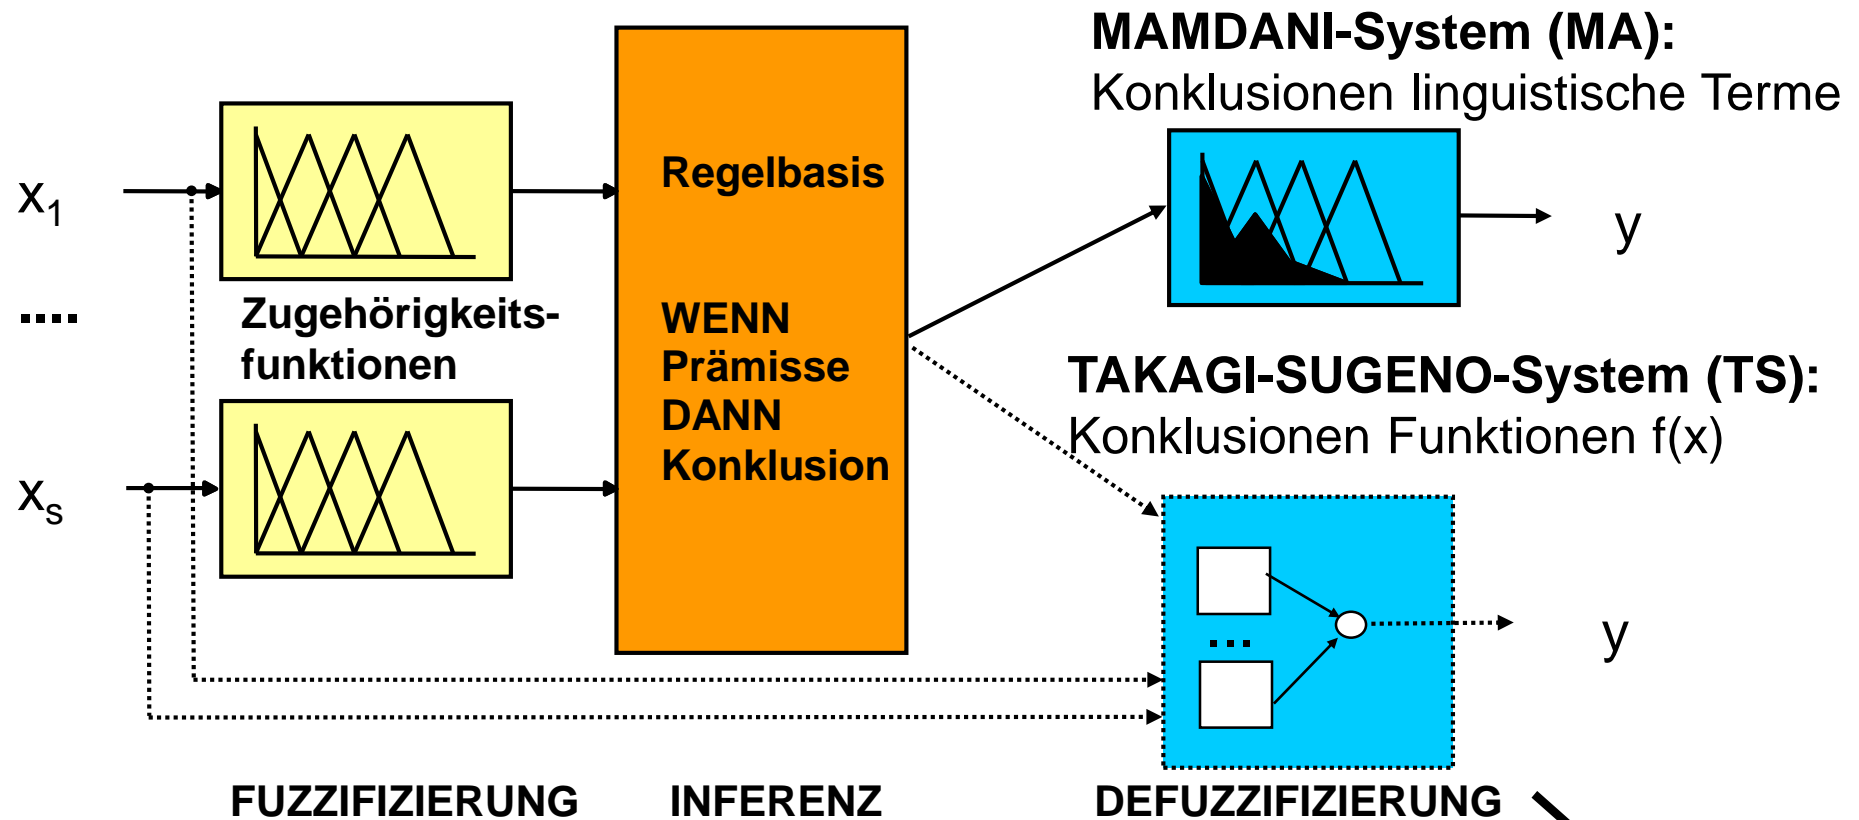 MAMDANI-System (MA):
Konklusionen linguistische Terme
x1
....
xs
Zugehörigkeits-
funktionen
Regelbasis
WENN
Prämisse
DANN
Konklusion
y
TAKAGI-SUGENO-System (TS):
Konklusionen Funktionen f(x)
...
y
FUZZIFIZIERUNG
INFERENZ
DEFUZZIFIZIERUNG